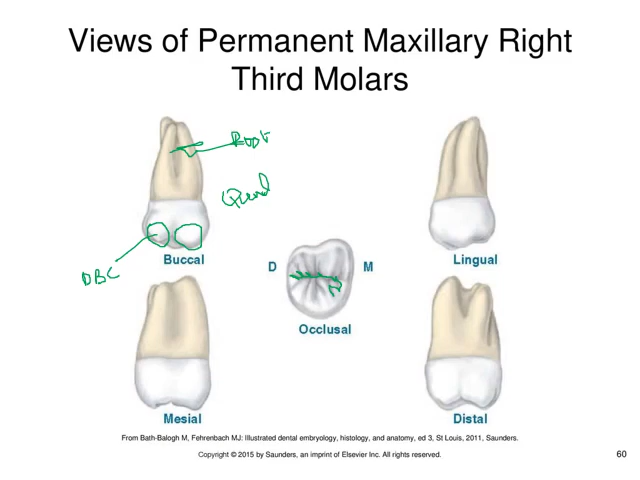 Views of Permanent Maxillary Right
Third Molars
Root
Buccal
DBC
D
M
Occlusal
Lingual
Mesial
Distal
From Bath-Balogh M, Fehrenbach MJ: Illustrated dental embryology, histology, and anatomy, ed 3, St Louis, 2011, Saunders.
Copyright © 2015 by Saunders, an imprint of Elsevier Inc. All rights reserved.
60